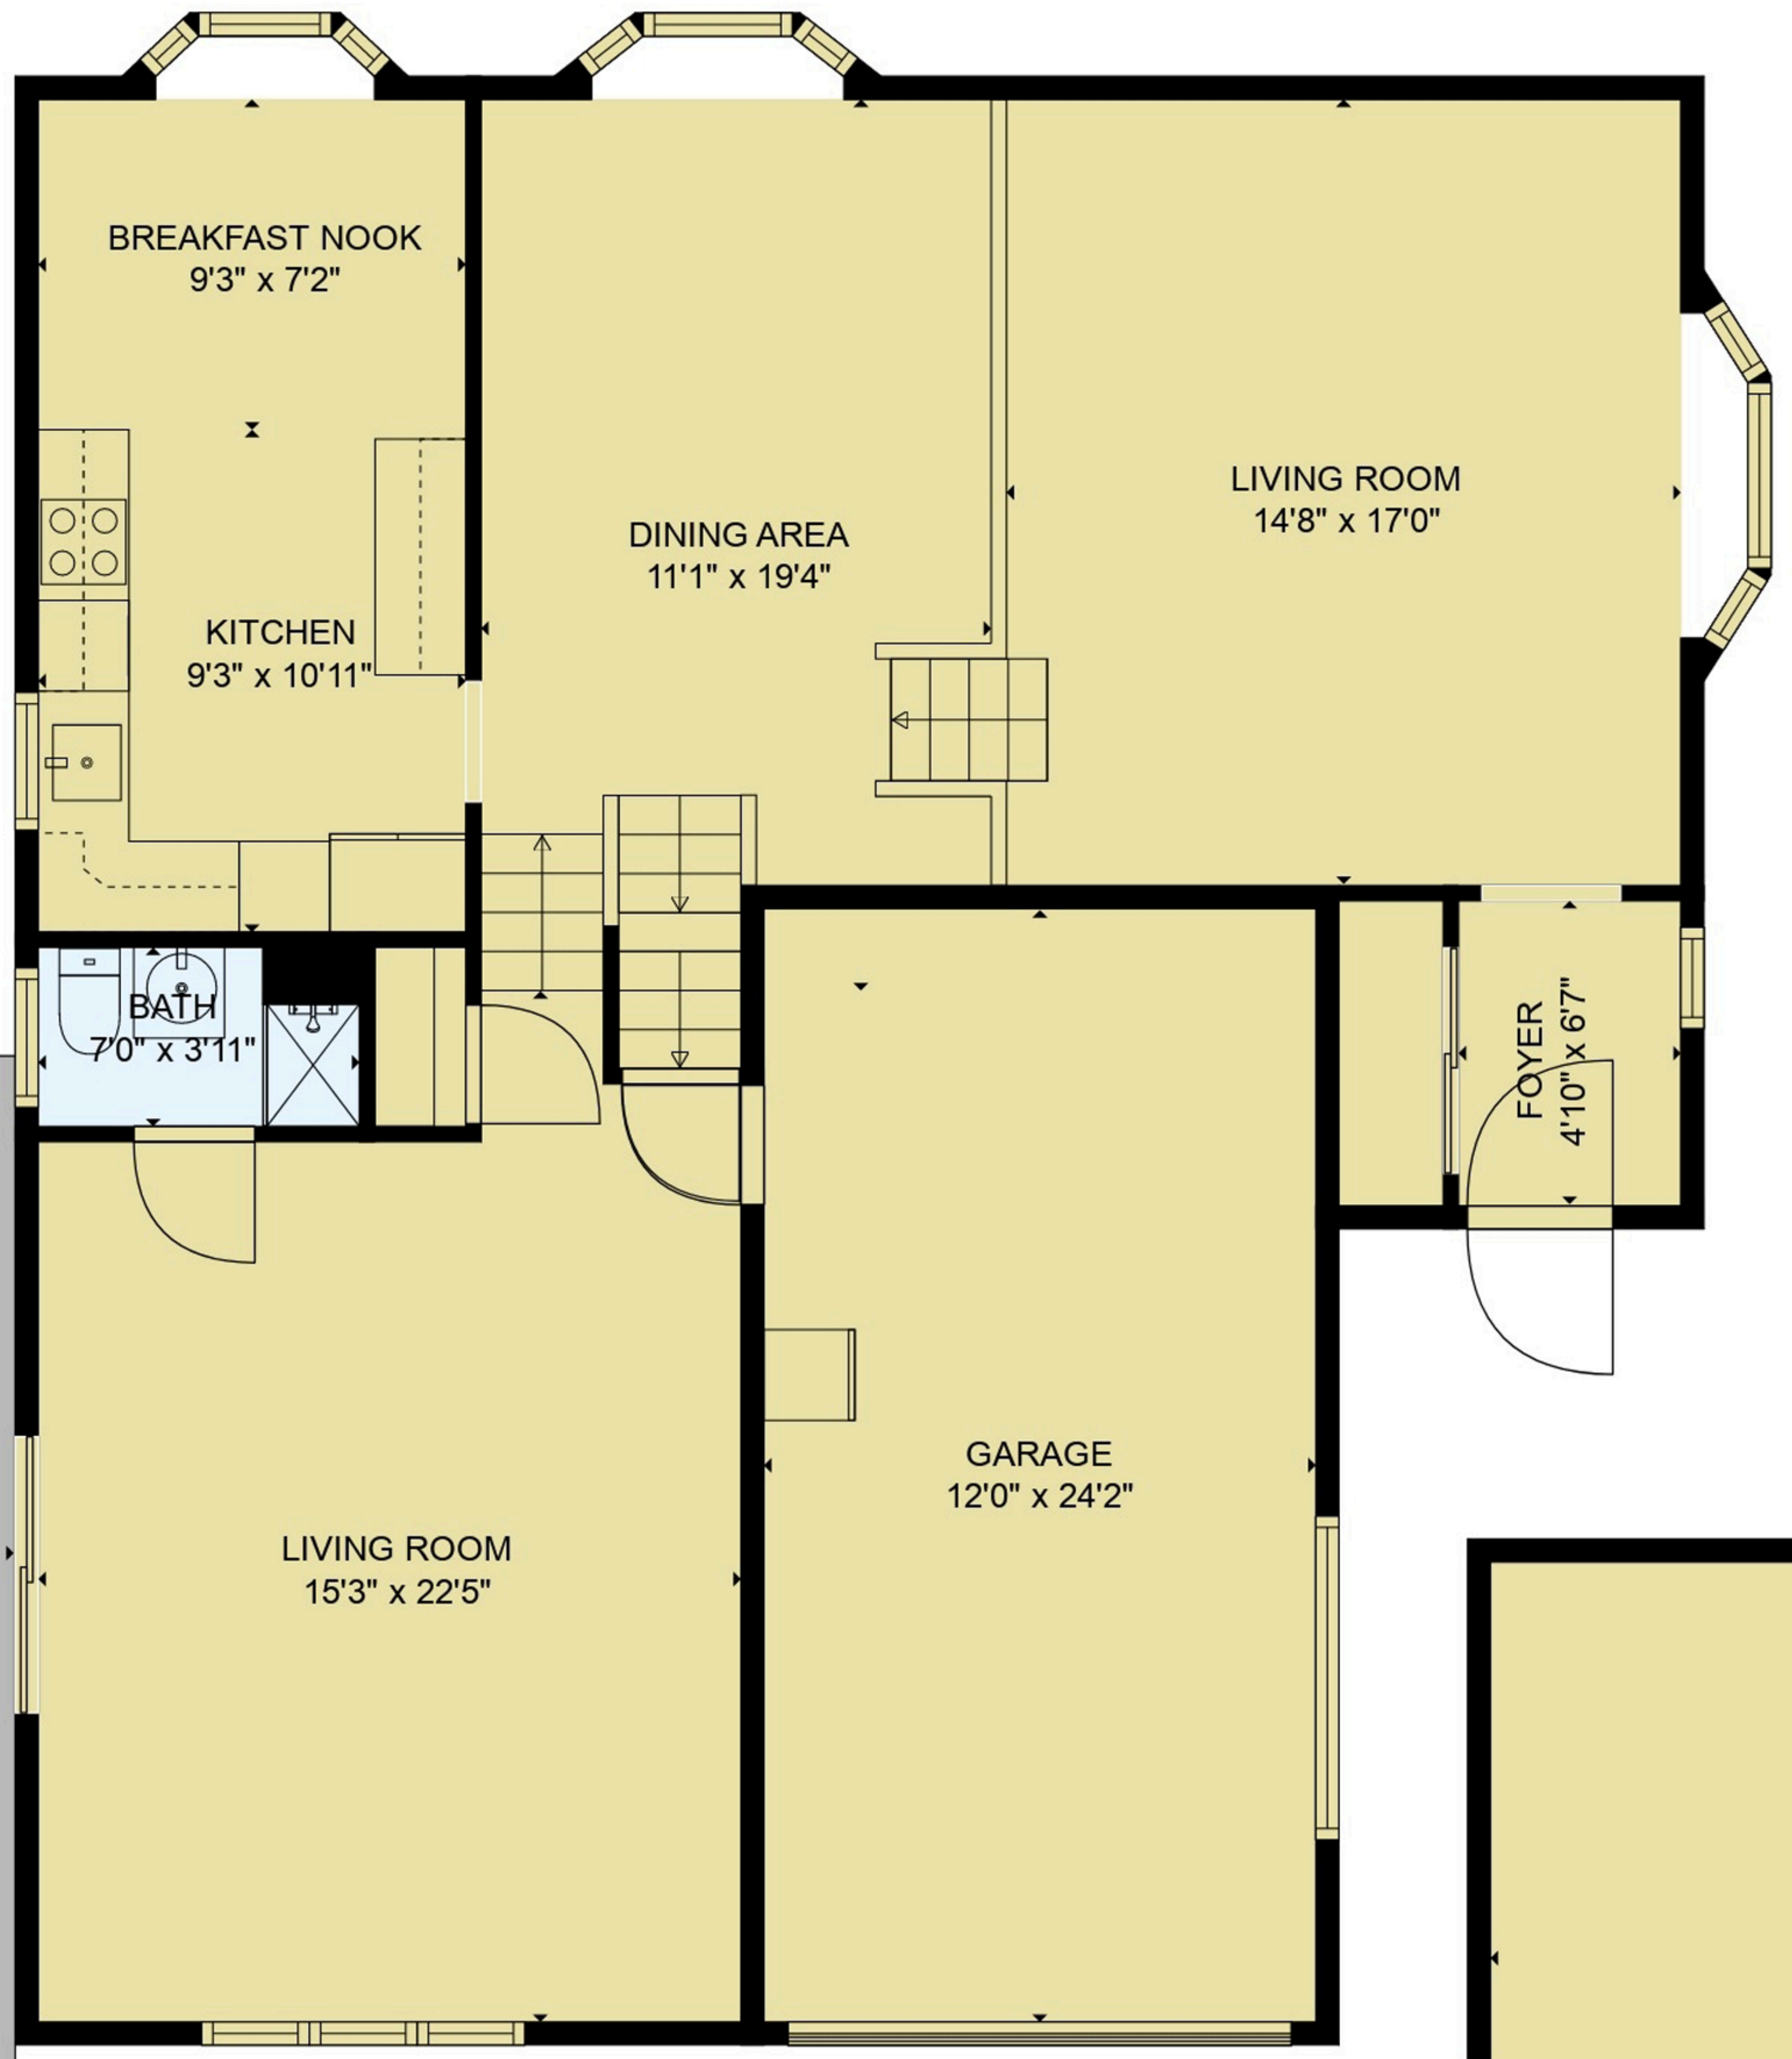 BREAKFAST NOOK
9'3" x 7'2"
LIVING ROOM
14'8" x 17'0"
DINING AREA
11'1" x 19'4"
KITCHEN
9'3" x 10'11"
BATH
7'0" x 3'11"
FOYER
4'10" x 6'7"
GARAGE
12'0" x 24'2"
LIVING ROOM
15'3" x 22'5"